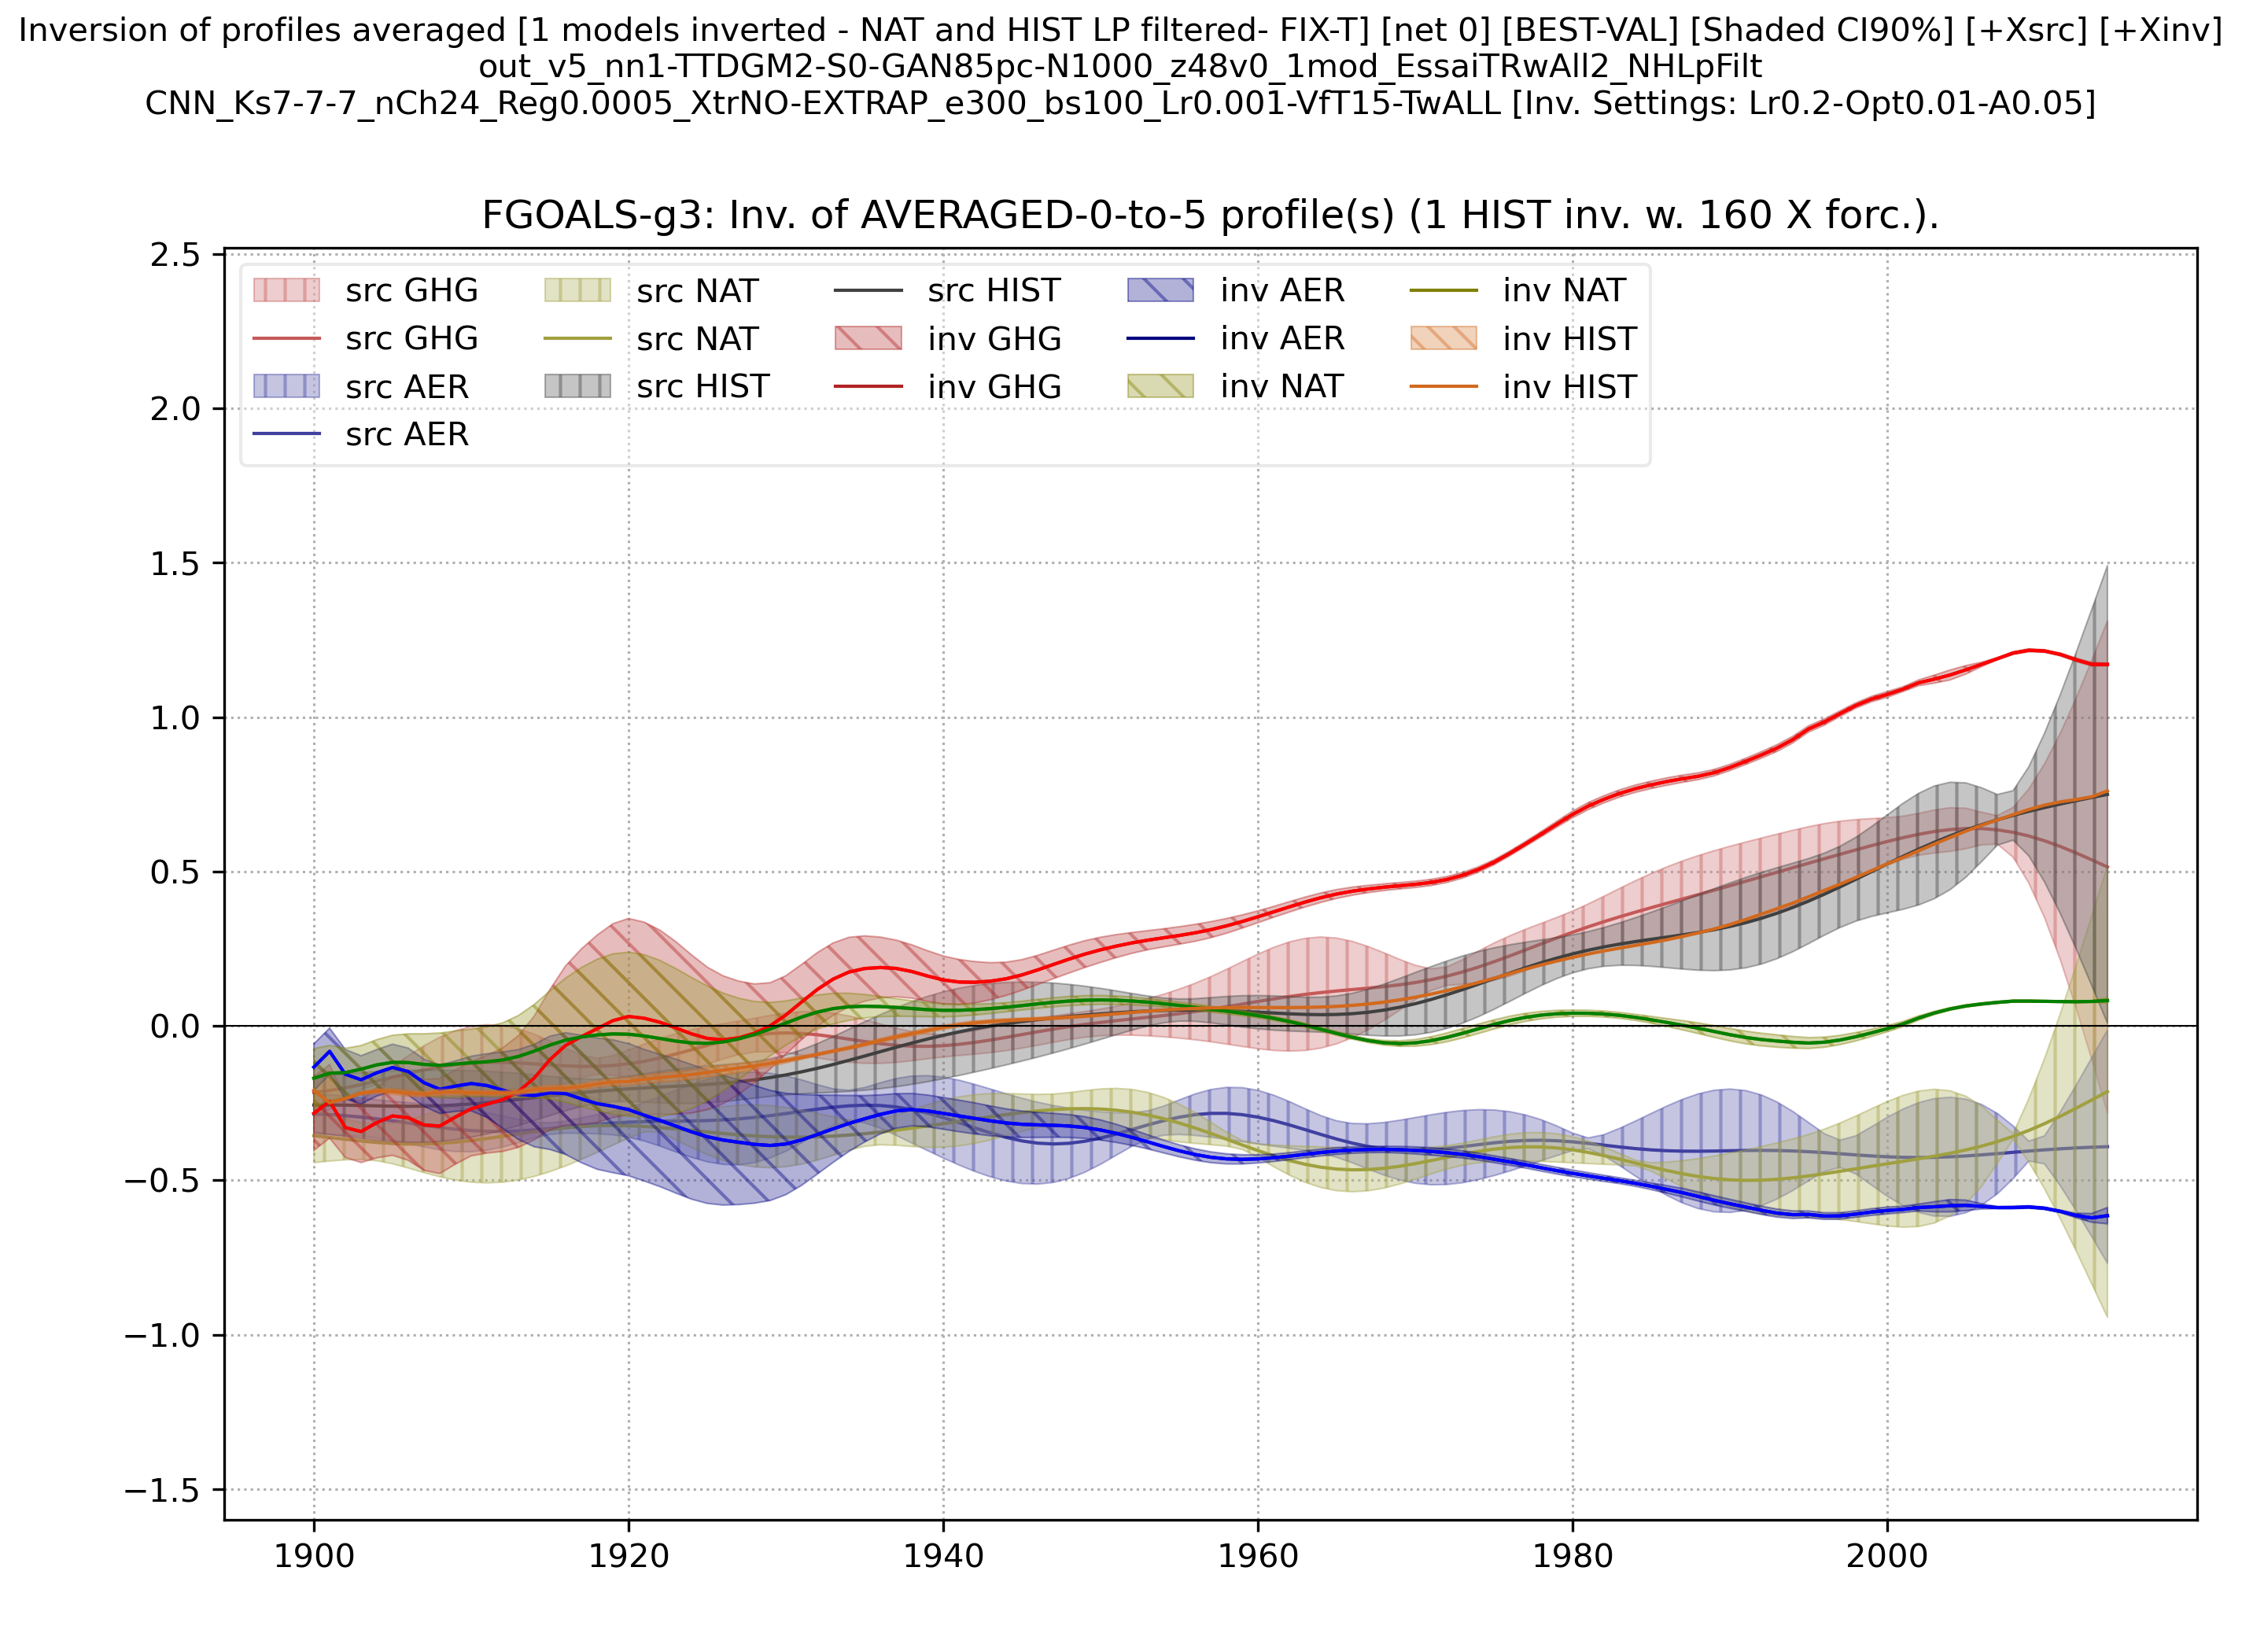 Inversion of profiles averaged [1 models inverted - NAT and HIST LP filtered- FIX-T] [net 0] [BEST-VAL] [Shaded CI90%] [+Xsrc] [+Xinv]
out_v5_nn1-TTDGM2-S0-GAN85pc-N1000_z48v0_1mod_EssaiTRwAll2_NHLpFilt
CNN_Ks7-7-7_nCh24_Reg0.0005_XtrNO-EXTRAP_e300_bs100_Lr0.001-VfT15-TwALL [Inv. Settings: Lr0.2-Opt0.01-A0.05]
FGOALS-g3: Inv. of AVERAGED-0-to-5 profile(s) (1 HIST inv. w. 160 X forc.).
src GHG
src GHG
src AER
src AER
src NAT
src NAT
src HIST
src HIST
inv GHG
inv GHG
inv AER
inv AER
inv NAT
inv NAT
inv HIST
inv HIST
2.5
2.0
1.5
1.0
0.5
0.0
−0.5
−1.0
−1.5
1900
1920
1940
1960
1980
2000